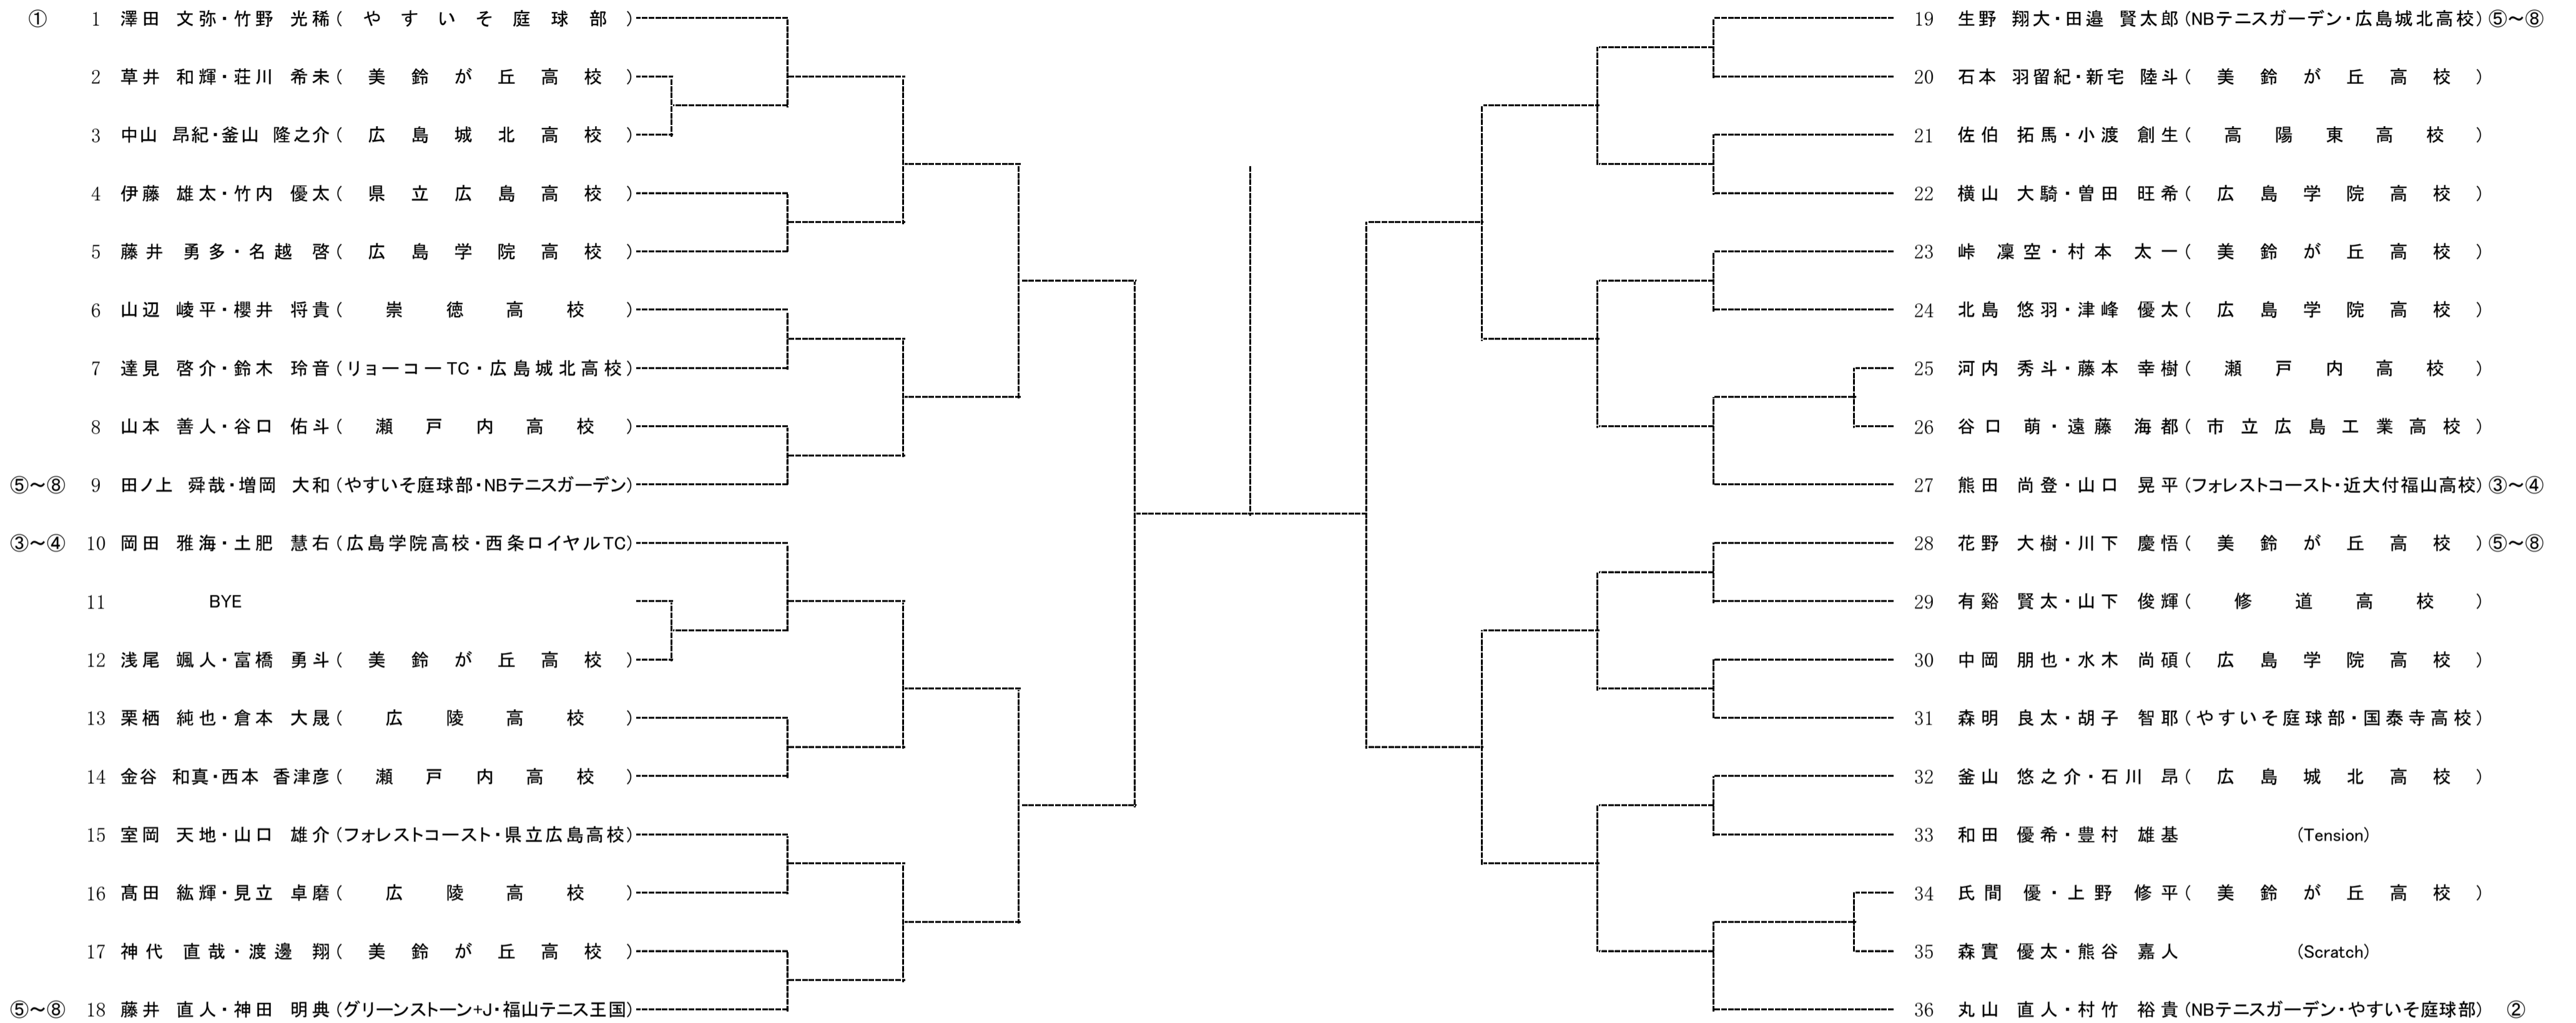 ① 1 澤田 文弥・竹野 光稀(やすいそ庭球部)
2 草井 和輝・荘川 希未(美鈴が丘高校)
3 中山 昂紀・釜山 隆之介(広島城北高校)
4 伊藤 雄太・竹内 優太(県立広島高校)
5 藤井 勇多・名越 啓(広島学院高校)
6 山辺 崚平・櫻井 将貴(崇徳高校)
7 達見 啓介・鈴木 玲音(リョーコーTC・広島城北高校)
8 山本 善人・谷口 佑斗(瀬戸内高校)
⑤～⑧ 9 田ノ上 舜哉・増岡 大和(やすいそ庭球部・NBテニスガーデン)
③～④ 10 岡田 雅海・土肥 慧右(広島学院高校・西条ロイヤルTC)
11 BYE
12 浅尾 颯人・富橋 勇斗(美鈴が丘高校)
13 栗栖 純也・倉本 大晟(広陵高校)
14 金谷 和真・西本 香津彦(瀬戸内高校)
15 室岡 天地・山口 雄介(フォレストコースト・県立広島高校)
16 髙田 紘輝・見立 卓磨(広陵高校)
17 神代 直哉・渡邊 翔(美鈴が丘高校)
⑤～⑧ 18 藤井 直人・神田 明典(グリーンストーン+J・福山テニス王国)
19 生野 翔大・田邉 賢太郎(NBテニスガーデン・広島城北高校)⑤～⑧
20 石本 羽留紀・新宅 陸斗(美鈴が丘高校)
21 佐伯 拓馬・小渡 創生(高陽東高校)
22 横山 大騎・曽田 旺希(広島学院高校)
23 峠 凜空・村本 太一(美鈴が丘高校)
24 北島 悠羽・津峰 優太(広島学院高校)
25 河内 秀斗・藤本 幸樹(瀬戸内高校)
26 谷口 萌・遠藤 海都(市立広島工業高校)
27 熊田 尚登・山口 晃平(フォレストコースト・近大付福山高校)③～④
28 花野 大樹・川下 慶悟(美鈴が丘高校)⑤～⑧
29 有谿 賢太・山下 俊輝(修道高校)
30 中岡 朋也・水木 尚碩(広島学院高校)
31 森明 良太・胡子 智耶(やすいそ庭球部・国泰寺高校)
32 釜山 悠之介・石川 昂(広島城北高校)
33 和田 優希・豊村 雄基 (Tension)
34 氏間 優・上野 修平(美鈴が丘高校)
35 森實 優太・熊谷 嘉人 (Scratch)
36 丸山 直人・村竹 裕貴(NBテニスガーデン・やすいそ庭球部) ②